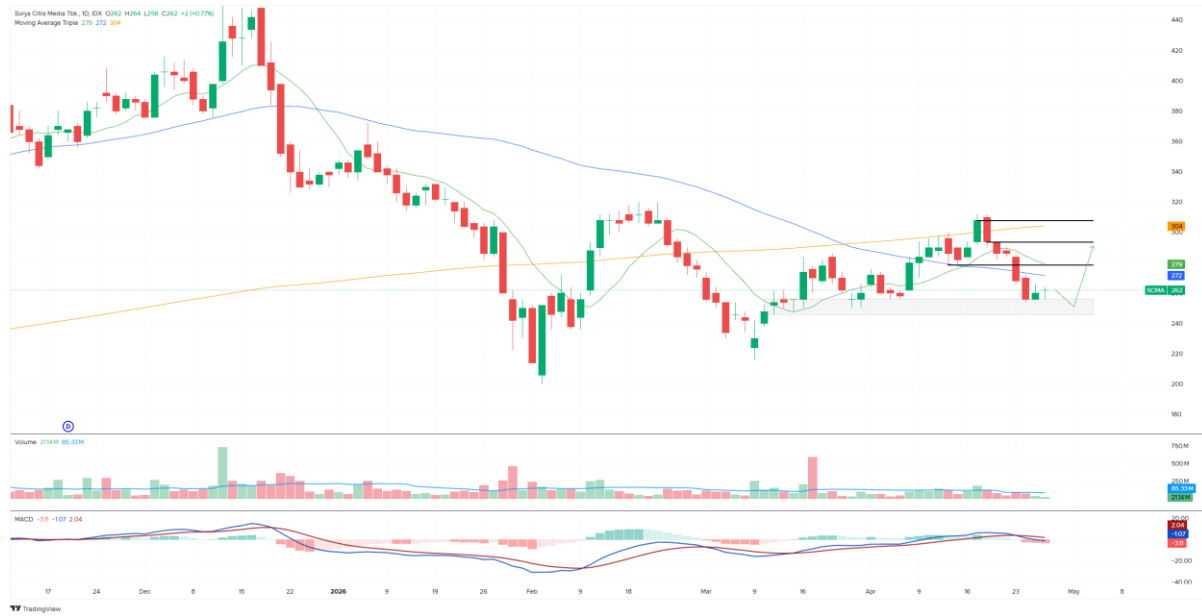 Surya Citra Media Tbk., 1D, IDX O262 H264 L256 C262 +2 (+0.77%)
Moving Average Triple 279 272 304
440
420
400
380
360
340
320
300
304
279
272
SCMA 262
260
240
220
200
180
D
Volume 21.14M 85.33M
750M
500M
250M
85.33M
21.14M
MACD -3.11 -1.07 2.04
20.00
2.04
-1.07
-3.11
-20.00
-40.00
17 24 Dec 8 15 22 2026 9 19 26 Feb 9 18 Mar 9 16 Apr 9 16 23 May 8
TradingView